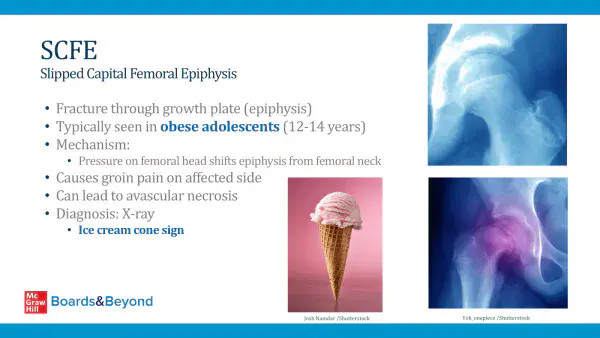 SCFE
Slipped Capital Femoral Epiphysis
• Fracture through growth plate (epiphysis)
• Typically seen in obese adolescents (12-14 years)
• Mechanism:
• Pressure on femoral head shifts epiphysis from femoral neck
• Causes groin pain on affected side
• Can lead to avascular necrosis
• Diagnosis: X-ray
• Ice cream cone sign
Mc
Graw
Hill
Boards&Beyond
Josh Namdar /Shutterstock
Yok_onepiece /Shutterstock